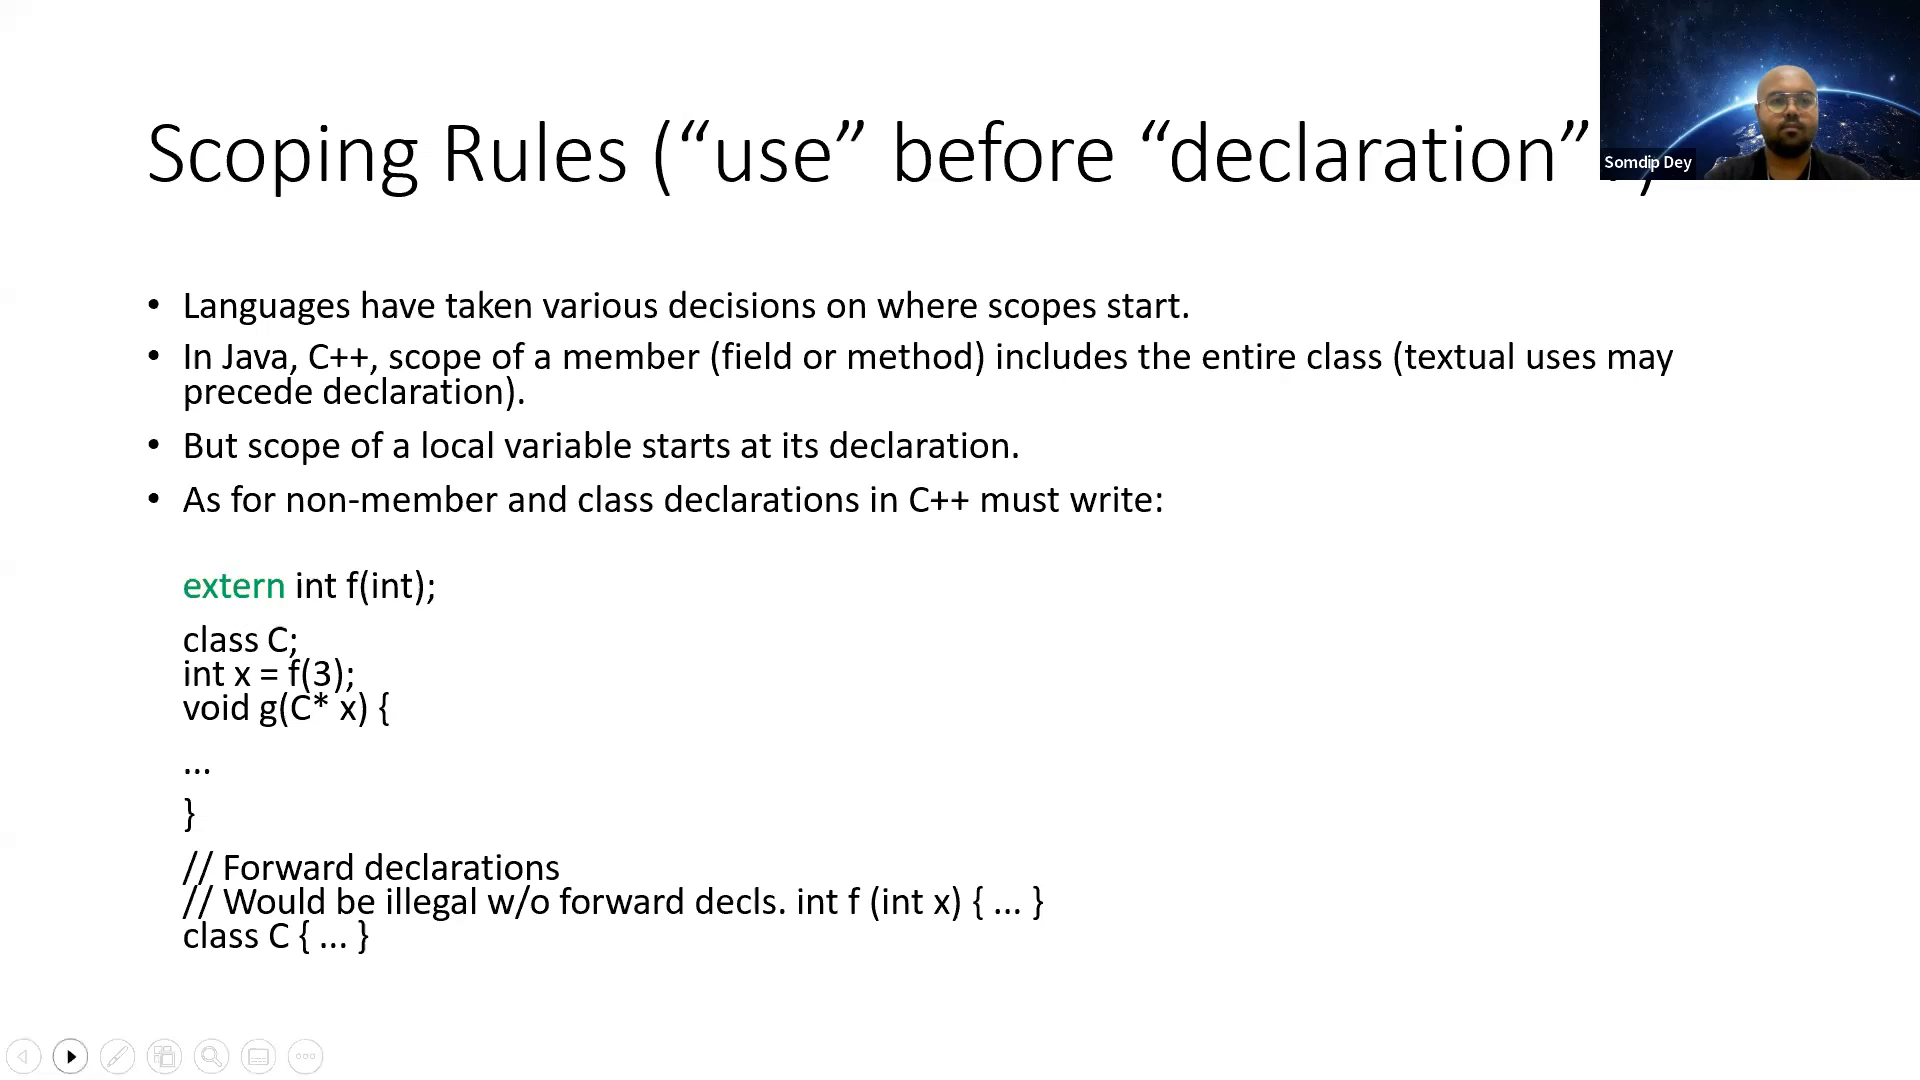 Scoping Rules (“use” before “declaration”
Somdip Dey
• Languages have taken various decisions on where scopes start.
• In Java, C++, scope of a member (field or method) includes the entire class (textual uses may
precede declaration).
• But scope of a local variable starts at its declaration.
• As for non-member and class declarations in C++ must write:
extern int f(int);
class C;
int x = f(3);
void g(C* x) {
...
}
// Forward declarations
// Would be illegal w/o forward decls. int f (int x) { ... }
class C { ... }